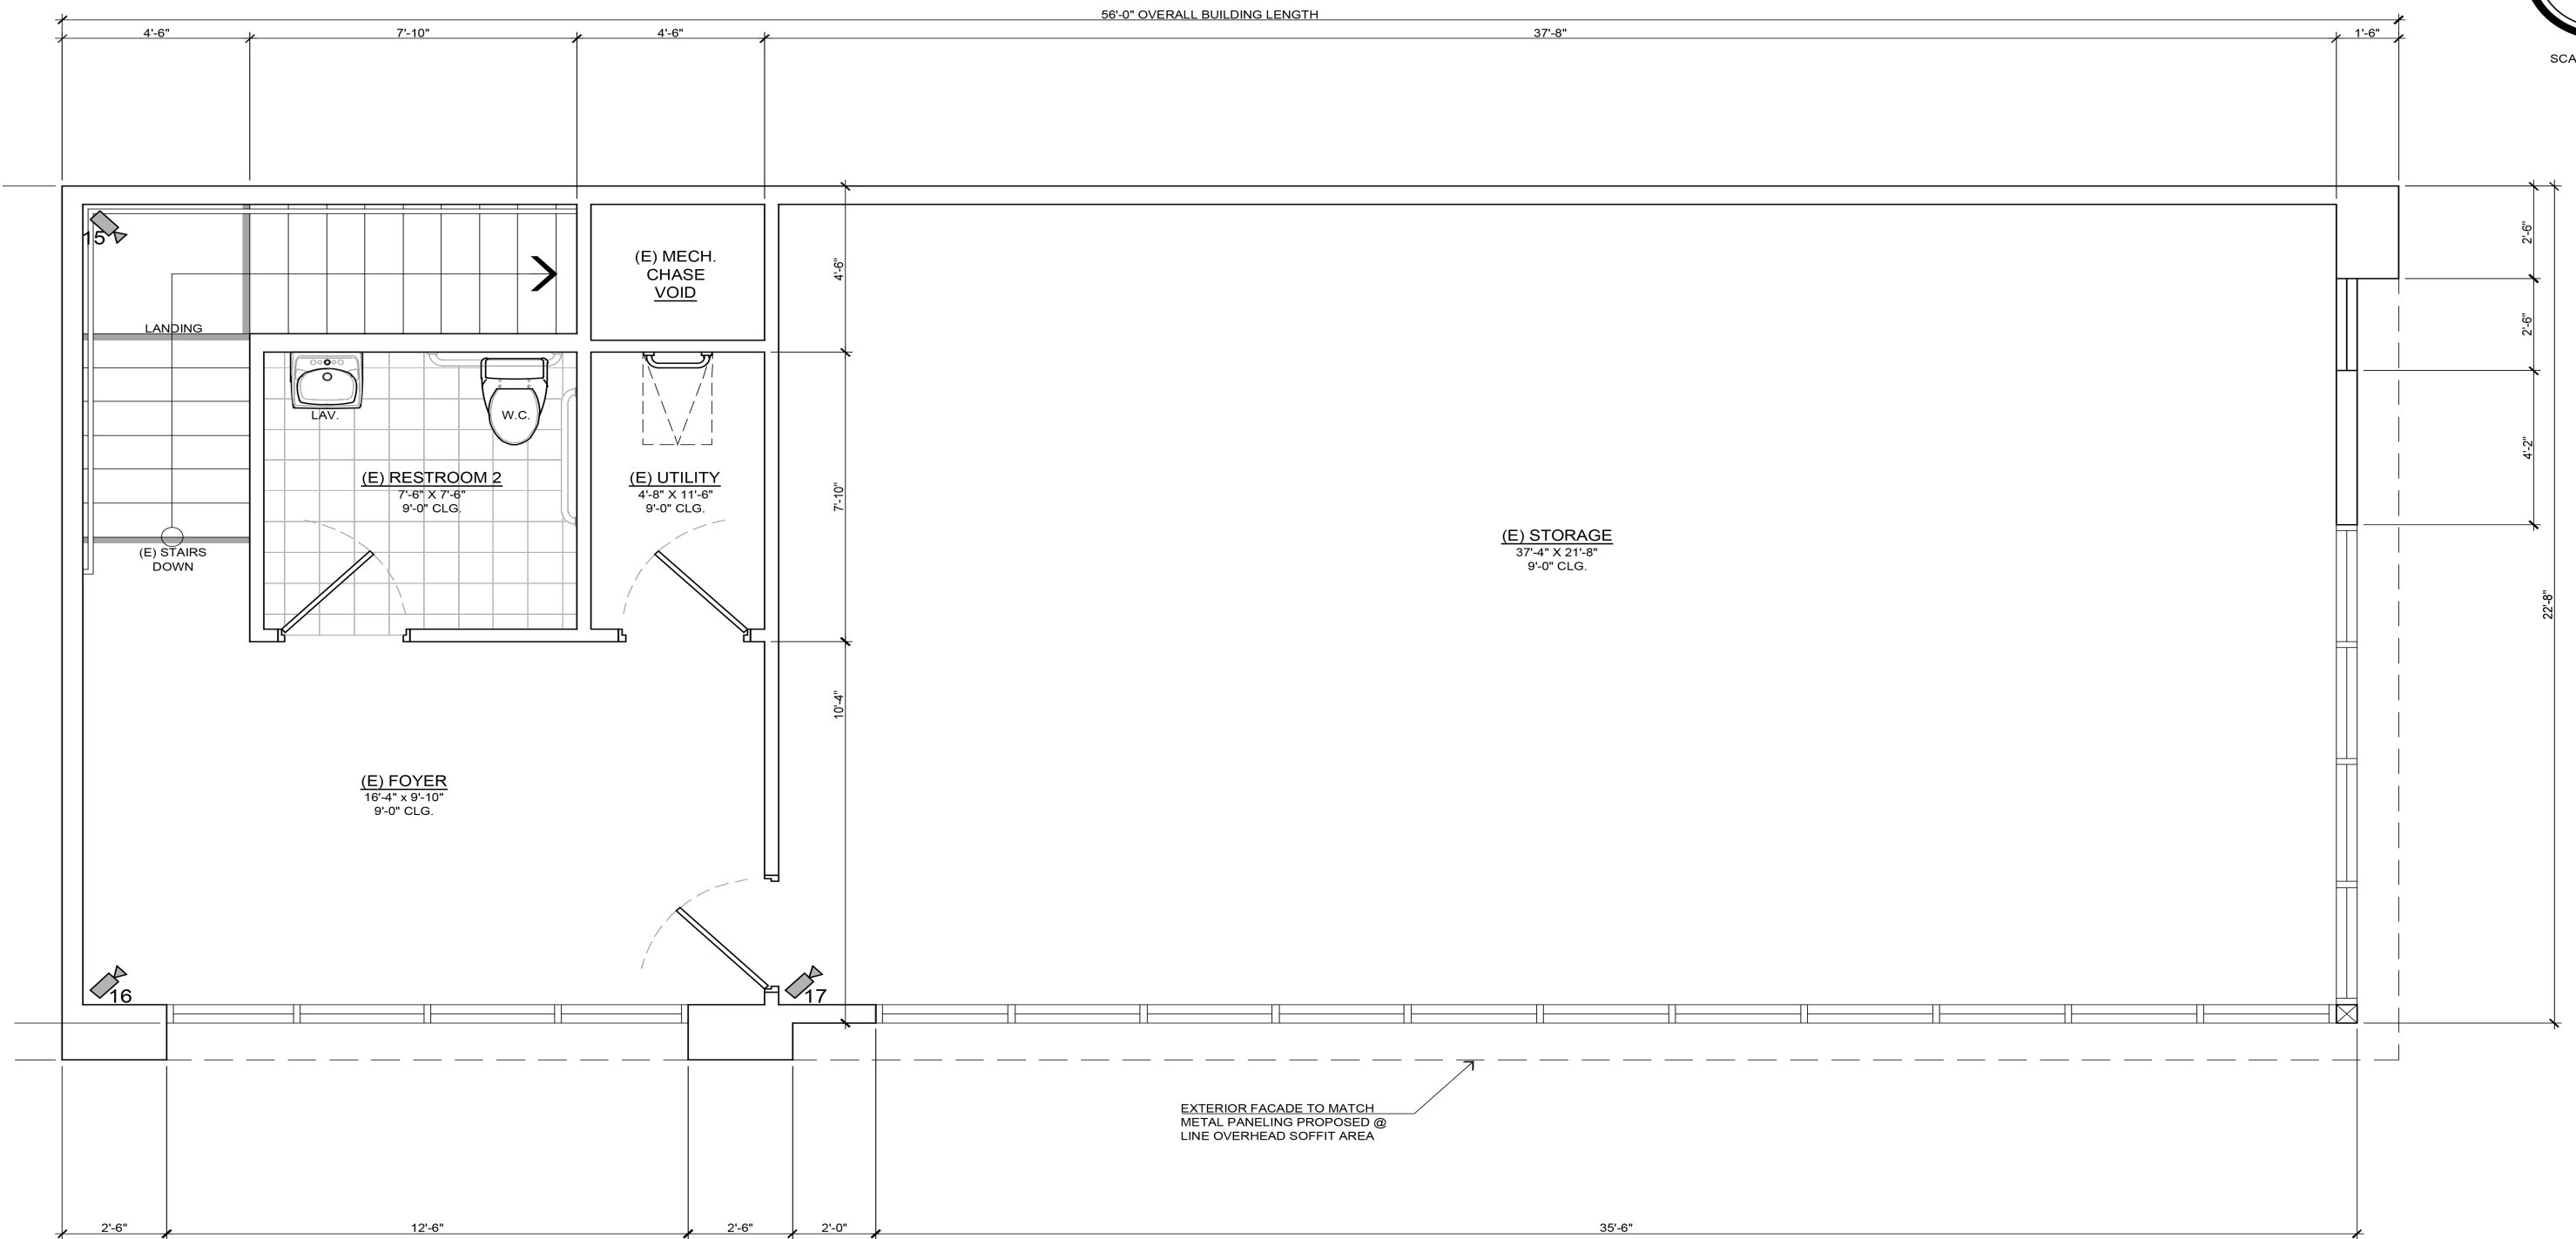 56'-0" OVERALL BUILDING LENGTH
4'-6"
7'-10"
4'-6"
37'-8"
1'-6"
SCA
15
(E) MECH.
CHASE
VOID
4'-6"
2'-6"
2'-6"
4'-2"
22'-8"
LANDING
LAV.
W.C.
(E) RESTROOM 2
7'-6" X 7'-6"
9'-0" CLG.
(E) UTILITY
4'-8" X 11'-6"
9'-0" CLG.
7'-10"
(E) STORAGE
37'-4" X 21'-8"
9'-0" CLG.
(E) STAIRS
DOWN
10'-4"
(E) FOYER
16'-4" x 9'-10"
9'-0" CLG.
16
17
EXTERIOR FACADE TO MATCH
METAL PANELING PROPOSED @
LINE OVERHEAD SOFFIT AREA
2'-6"
12'-6"
2'-6"
2'-0"
35'-6"